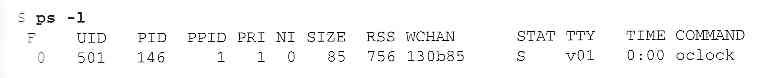 $ ps -l
F UID PID PPID PRI NI SIZE RSS WCHAN STAT TTY TIME COMMAND
0 501 146 1 1 0 85 756 130b85 S v01 0:00 oclock